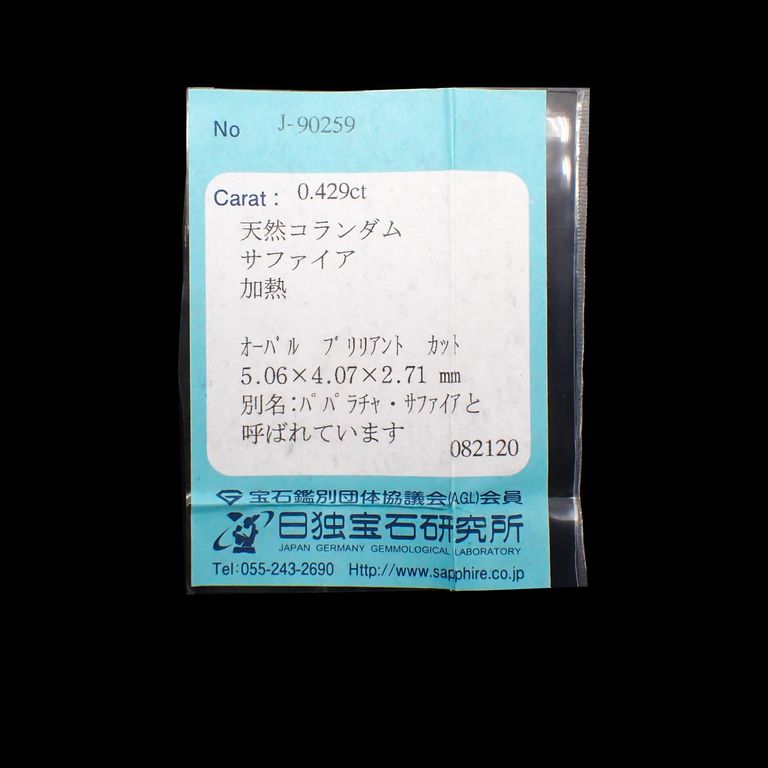 No J-90259
Carat : 0.429ct
天然コランダム
サファイア
加熱
ｵｰﾊﾞﾙ ﾌﾞﾘﾘｱﾝﾄ ｶｯﾄ
5.06×4.07×2.71 mm
別名:ﾊﾟﾊﾟﾗﾁｬ・ｻﾌｧｲｱと
呼ばれています
082120
宝石鑑別団体協議会(AGL)会員
日独宝石研究所
JAPAN GERMANY GEMMOLOGICAL LABORATORY
Tel:055-243-2690 Http://www.sapphire.co.jp